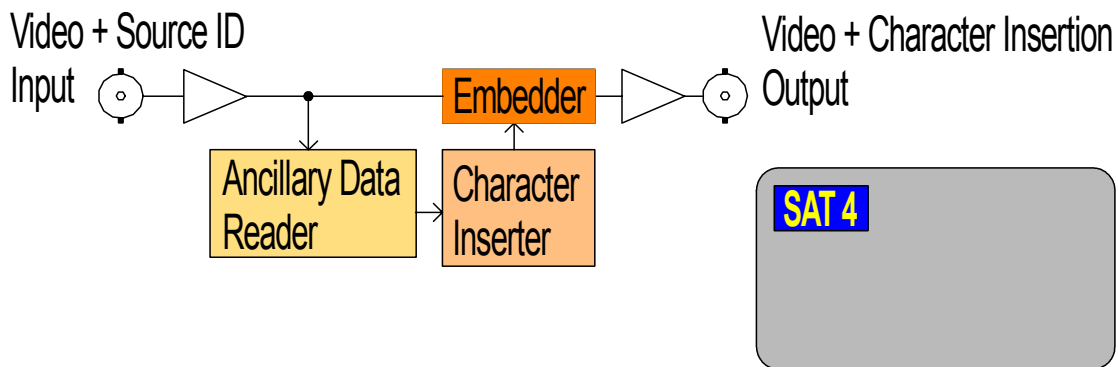 Video + Source ID
Input
Video + Character Insertion
Output
Embedder
Ancillary Data
Reader
Character
Inserter
SAT 4